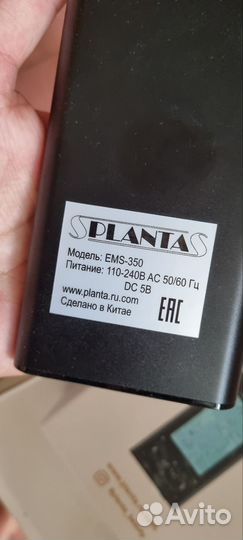 SPLANTAS
Модель: EMS-350
Питание: 110-240В AC 50/60 Гц
DC 5В
www.planta.ru.com
Сделано в Китае
EAC
Avito